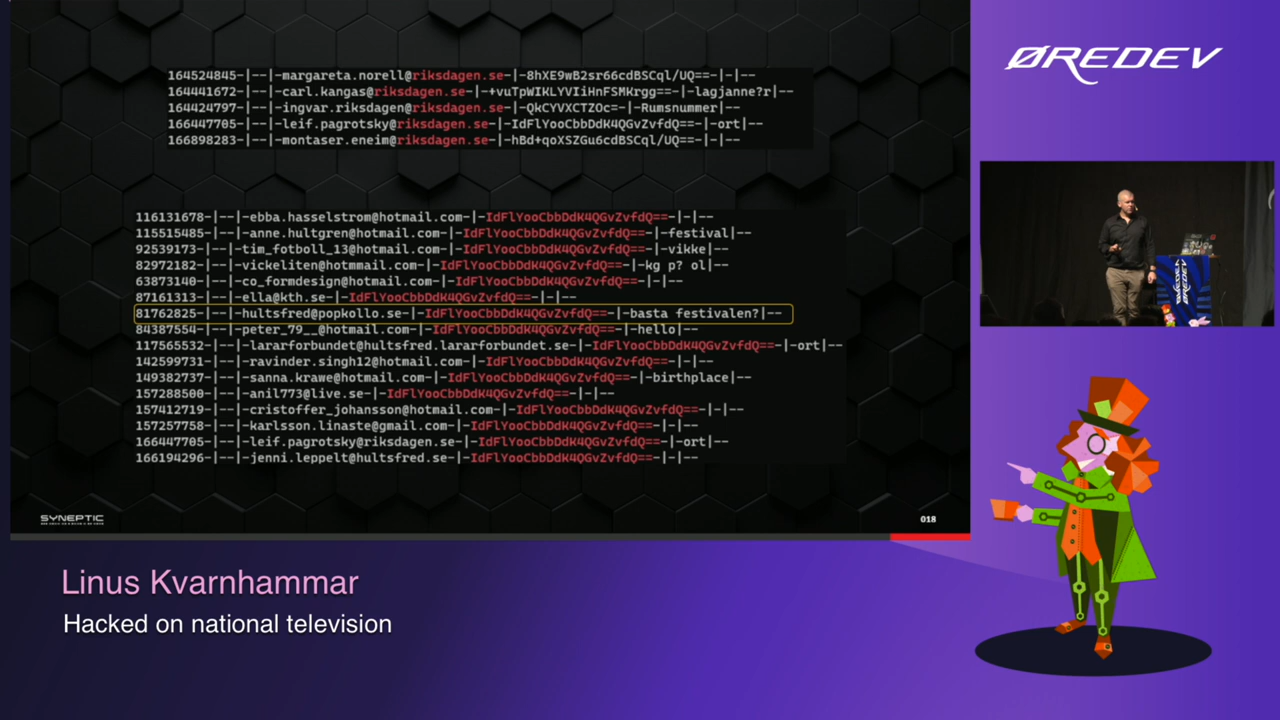 164524845-|--|-margareta.norell@riksdagen.se-|-8hXE9wB2sr66cdBSCql/UQ==-|-|--
164441672-|--|-carl.kangas@riksdagen.se-|-+vuTpWIKLYVIiHnFSMKrgg==-|-lagjanne?r|--
164424797-|--|-ingvar.riksdagen@riksdagen.se-|-QkCYVXCTZOc=-|-Rumsnummer|--
166447705-|--|-leif.pagrotsky@riksdagen.se-|-IdFlYooCbbDdK4QGvZvfdQ==-|-ort|--
166898283-|--|-montaser.eneim@riksdagen.se-|-hBd+qoXSZGu6cdBSCql/UQ==-|-|--
116131678-|--|-ebba.hasselstrom@hotmail.com-|-IdFlYooCbbDdK4QGvZvfdQ==-|-|--
115515485-|--|-anne.hultgren@hotmail.com-|-IdFlYooCbbDdK4QGvZvfdQ==-|-festival|--
92539173-|--|-tim_fotboll_13@hotmail.com-|-IdFlYooCbbDdK4QGvZvfdQ==-|-vikke|--
82972182-|--|-vickeliten@hotmmail.com-|-IdFlYooCbbDdK4QGvZvfdQ==-|-kg p? ol|--
63873140-|--|-co_formdesign@hotmail.com-|-IdFlYooCbbDdK4QGvZvfdQ==-|-|--
87161313-|--|-ella@kth.se-|-IdFlYooCbbDdK4QGvZvfdQ==-|-|--
81762825-|--|-hultsfred@popkollo.se-|-IdFlYooCbbDdK4QGvZvfdQ==-|-basta festivalen?|--
84387554-|--|-peter_79__@hotmail.com-|-IdFlYooCbbDdK4QGvZvfdQ==-|-hello|--
117565532-|--|-lararforbundet@hultsfred.lararforbundet.se-|-IdFlYooCbbDdK4QGvZvfdQ==-|-ort|--
142599731-|--|-ravinder.singh12@hotmail.com-|-IdFlYooCbbDdK4QGvZvfdQ==-|-|--
149382737-|--|-sanna.krawe@hotmail.com-|-IdFlYooCbbDdK4QGvZvfdQ==-|-birthplace|--
157288500-|--|-anil773@live.se-|-IdFlYooCbbDdK4QGvZvfdQ==-|-|--
157412719-|--|-cristoffer_johansson@hotmail.com-|-IdFlYooCbbDdK4QGvZvfdQ==-|-|--
157257758-|--|-karlsson.linaste@gmail.com-|-IdFlYooCbbDdK4QGvZvfdQ==-|-|--
166447705-|--|-leif.pagrotsky@riksdagen.se-|-IdFlYooCbbDdK4QGvZvfdQ==-|-ort|--
166194296-|--|-jenni.leppelt@hultsfred.se-|-IdFlYooCbbDdK4QGvZvfdQ==-|-|--
SYNEPTIC
018
ØREDEV
ØREDEV
Linus Kvarnhammar
Hacked on national television